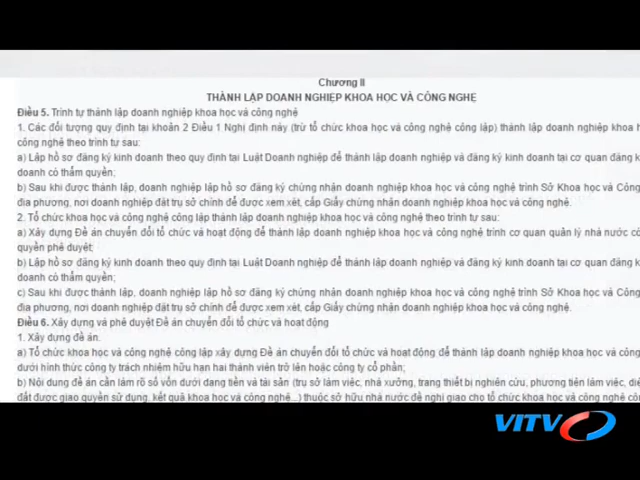 Chương II
THÀNH LẬP DOANH NGHIỆP KHOA HỌC VÀ CÔNG NGHỆ
Điều 5. Trình tự thành lập doanh nghiệp khoa học và công nghệ
1. Các đối tượng quy định tại khoản 2 Điều 1 Nghị định này (trừ tổ chức khoa học và công nghệ công lập) thành lập doanh nghiệp khoa
công nghệ theo trình tự sau:
a) Lập hồ sơ đăng ký kinh doanh theo quy định tại Luật Doanh nghiệp để thành lập doanh nghiệp và đăng ký kinh doanh tại cơ quan đăng
doanh có thẩm quyền;
b) Sau khi được thành lập, doanh nghiệp lập hồ sơ đăng ký chứng nhận doanh nghiệp khoa học và công nghệ trình Sở Khoa học và Công
địa phương, nơi doanh nghiệp đặt trụ sở chính để được xem xét, cấp Giấy chứng nhận doanh nghiệp khoa học và công nghệ.
2. Tổ chức khoa học và công nghệ công lập thành lập doanh nghiệp khoa học và công nghệ theo trình tự sau:
a) Xây dựng Đề án chuyển đổi tổ chức và hoạt động để thành lập doanh nghiệp khoa học và công nghệ trình cơ quan quản lý nhà nước
quyền phê duyệt;
b) Lập hồ sơ đăng ký kinh doanh theo quy định tại Luật Doanh nghiệp để thành lập doanh nghiệp và đăng ký kinh doanh tại cơ quan đăng
doanh có thẩm quyền;
c) Sau khi được thành lập, doanh nghiệp lập hồ sơ đăng ký chứng nhận doanh nghiệp khoa học và công nghệ trình Sở Khoa học và Công
địa phương, nơi doanh nghiệp đặt trụ sở chính để được xem xét, cấp Giấy chứng nhận doanh nghiệp khoa học và công nghệ.
Điều 6. Xây dựng và phê duyệt Đề án chuyển đổi tổ chức và hoạt động
1. Xây dựng đề án.
a) Tổ chức khoa học và công nghệ công lập xây dựng Đề án chuyển đổi tổ chức và hoạt động để thành lập doanh nghiệp khoa học và công
dưới hình thức công ty trách nhiệm hữu hạn hai thành viên trở lên hoặc công ty cổ phần;
b) Nội dung đề án cần làm rõ số vốn dưới dạng tiền và tài sản (trụ sở làm việc, nhà xưởng, trang thiết bị nghiên cứu, phương tiện làm việc,
đất được giao quyền sử dụng, kết quả khoa học và công nghệ...) thuộc sở hữu nhà nước đề nghị giao cho tổ chức khoa học và công nghệ
VITV